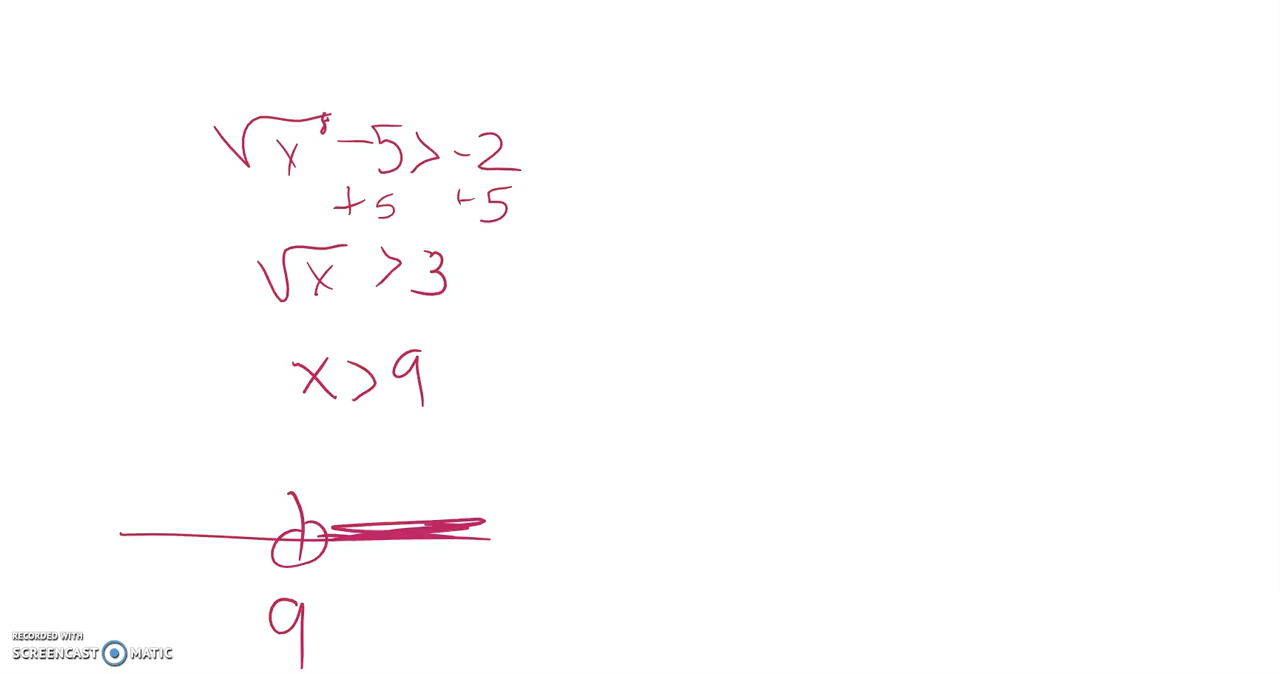 √x - 5 > -2
+5 +5
√x > 3
x > 9
9
RECORDED WITH
SCREENCAST MATIC